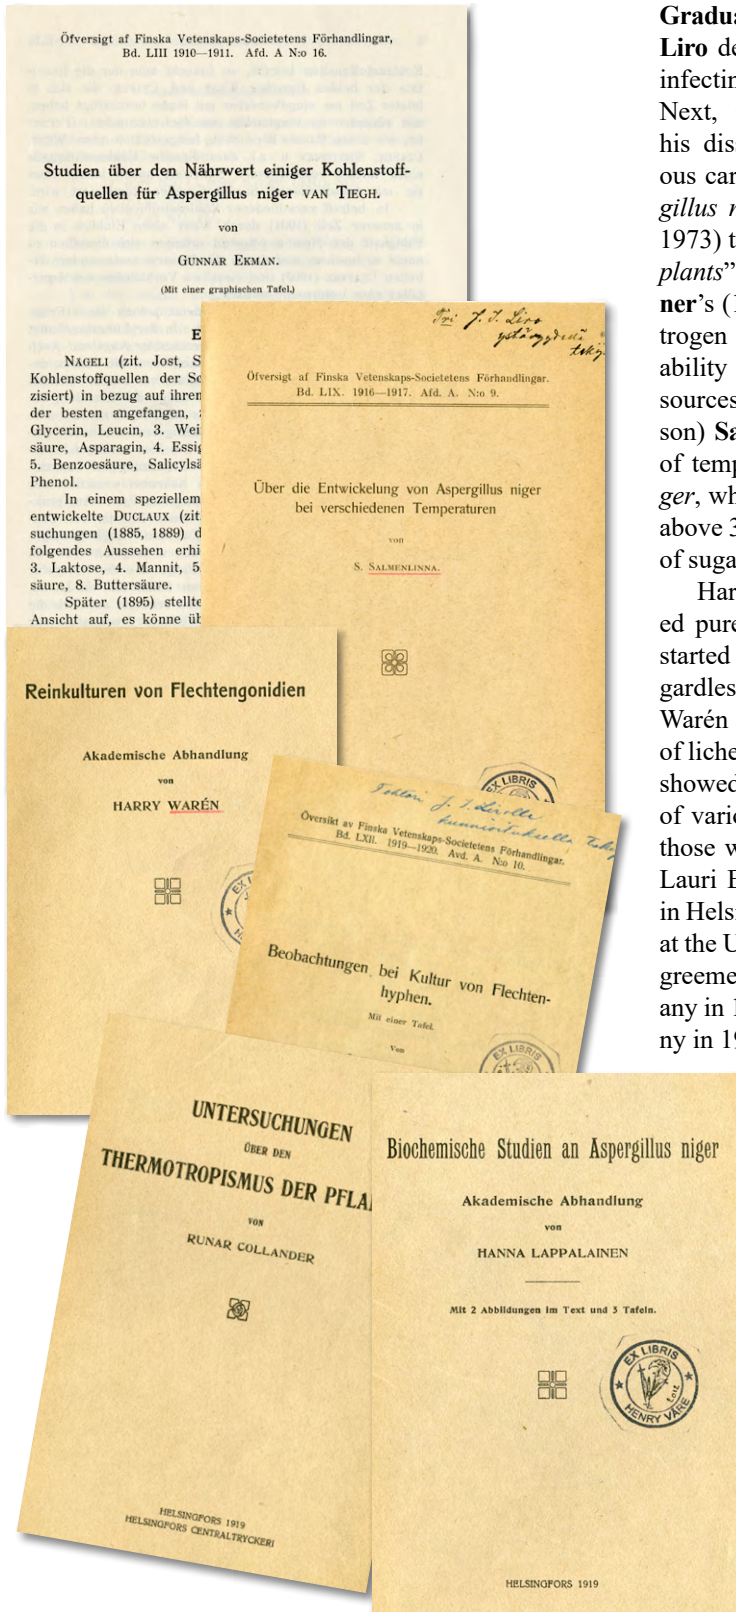 Öfversigt af Finska Vetenskaps-Societetens Förhandlingar,
Bd. LIII 1910—1911. Afd. A N:o 16.
Studien über den Nährwert einiger Kohlenstoff-
quellen für Aspergillus niger VAN TIEGH.
von
GUNNAR EKMAN.
(Mit einer graphischen Tafel.)
E
NÄGELI (zit. Jost, S
Kohlenstoffquellen der Sc
zisiert) in bezug auf ihren
der besten angefangen,
Glycerin, Leucin, 3. Wei
säure, Asparagin, 4. Essig
5. Benzoesäure, Salicylsä
Phenol.
In einem speziellem
entwickelte DUCLAUX (zit.
suchungen (1885, 1889) d
folgendes Aussehen erhi
3. Laktose, 4. Mannit, 5.
säure, 8. Buttersäure.
Später (1895) stellte
Ansicht auf, es könne üb
Tri J. I. Liro
Öfversigt af Finska Vetenskaps-Societetens Förhandlingar.
Bd. LIX. 1916—1917. Afd. A. N:o 9.
Über die Entwickelung von Aspergillus niger
bei verschiedenen Temperaturen
von
S. SALMENLINNA.
EX LIBRIS
Reinkulturen von Flechtengonidien
Akademische Abhandlung
von
HARRY WARÉN
EX LI
Tohtori J. I. Lirolle
kunnioituksella
Översikt av Finska Vetenskaps-Societetens Förhandlingar.
Bd. LXII. 1919—1920. Avd. A. N:o 10.
Beobachtungen bei Kultur von Flechten-
hyphen.
Mit einer Tafel.
Von
EX LIBRIS
UNTERSUCHUNGEN
ÜBER DEN
THERMOTROPISMUS DER PFLA
VON
RUNAR COLLANDER
HELSINGFORS 1919
HELSINGFORS CENTRALTRYCKERI
Biochemische Studien an Aspergillus niger
Akademische Abhandlung
von
HANNA LAPPALAINEN
Mit 2 Abbildungen im Text und 3 Tafeln.
EX LIBRIS
HENRY VÄRE
HELSINGFORS 1919
Gradua
Liro de
infectin
Next,
his diss
ous car
gillus n
1973) t
plants”
ner’s (1
trogen
ability
sources
son) Sa
of temp
ger, wh
above 3
of suga
Har
ed pure
started
gardles
Warén
of liche
showed
of vario
those w
Lauri E
in Helsi
at the U
greeme
any in 1
ny in 19